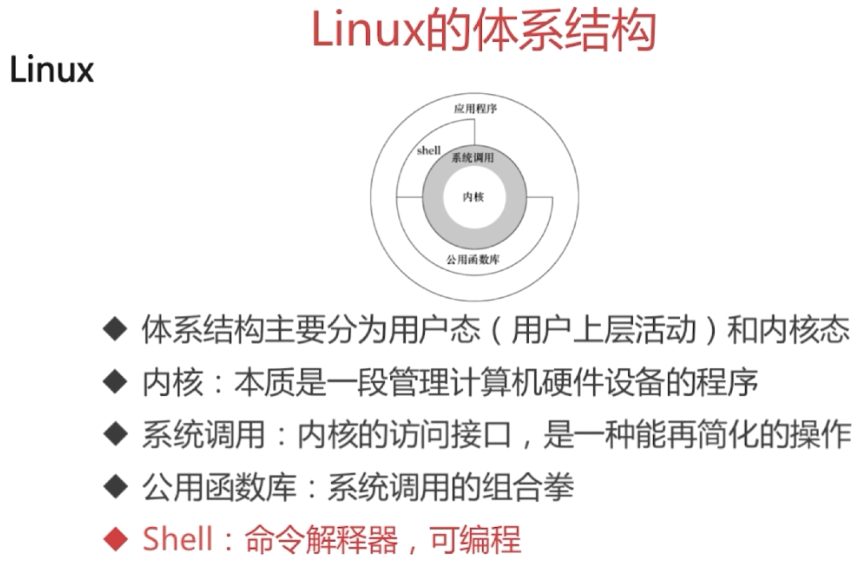 Linux的体系结构
Linux
应用程序
shell
系统调用
内核
公用函数库
体系结构主要分为用户态（用户上层活动）和内核态
内核：本质是一段管理计算机硬件设备的程序
系统调用：内核的访问接口，是一种能再简化的操作
公用函数库：系统调用的组合拳
Shell：命令解释器，可编程